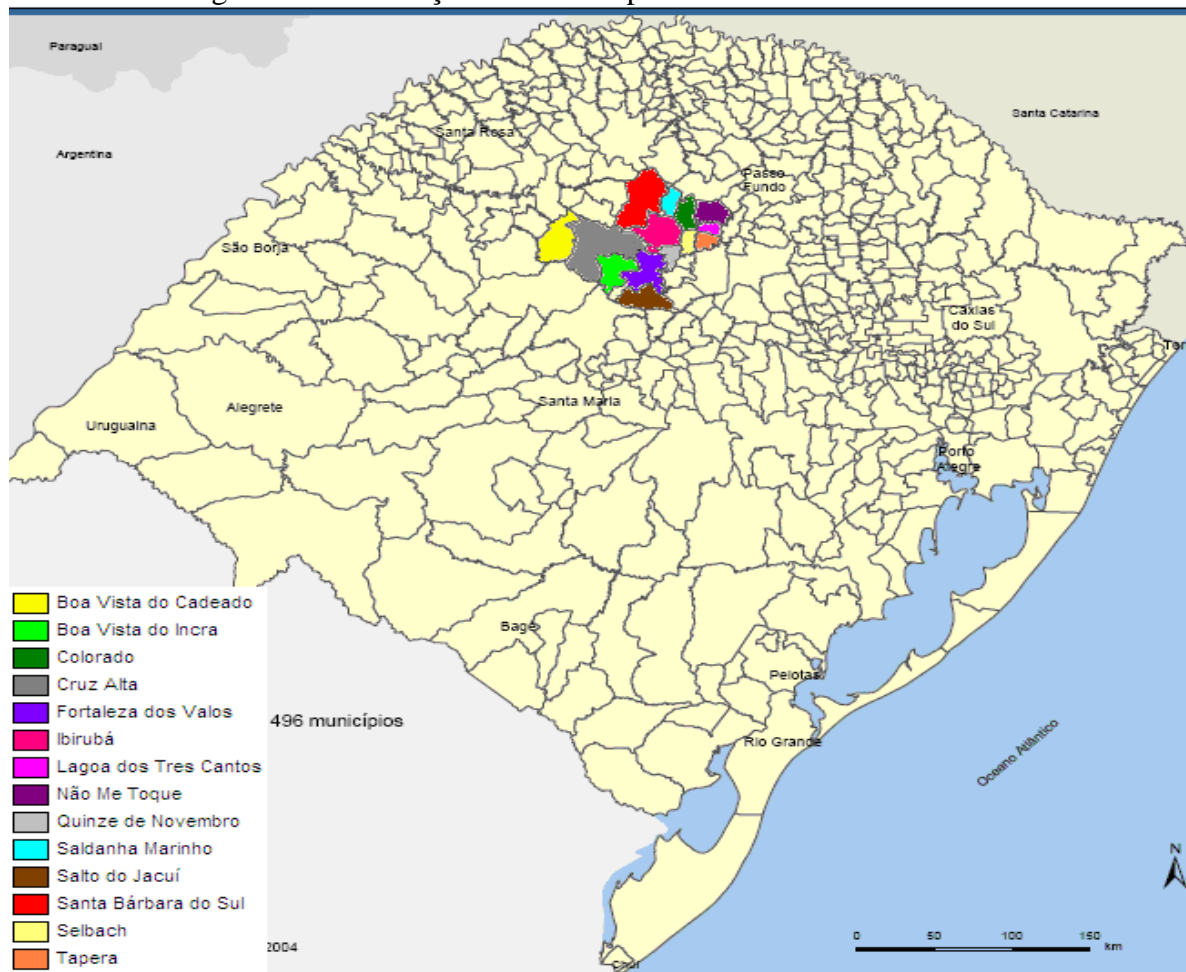 Paraguai
Santa Catarina
Argentina
Santa Rosa
Passo
Fundo
São Borja
Caxias
do Sul
Alegrete
Santa Maria
Uruguaina
Porto
Alegre
Bagé
Pelotas
Rio Grande
Oceano Atlântico
Chuí
496 municípios
2004
Boa Vista do Cadeado
Boa Vista do Incra
Colorado
Cruz Alta
Fortaleza dos Valos
Ibirubá
Lagoa dos Tres Cantos
Não Me Toque
Quinze de Novembro
Saldanha Marinho
Salto do Jacuí
Santa Bárbara do Sul
Selbach
Tapera
N
0 50 100 150
km